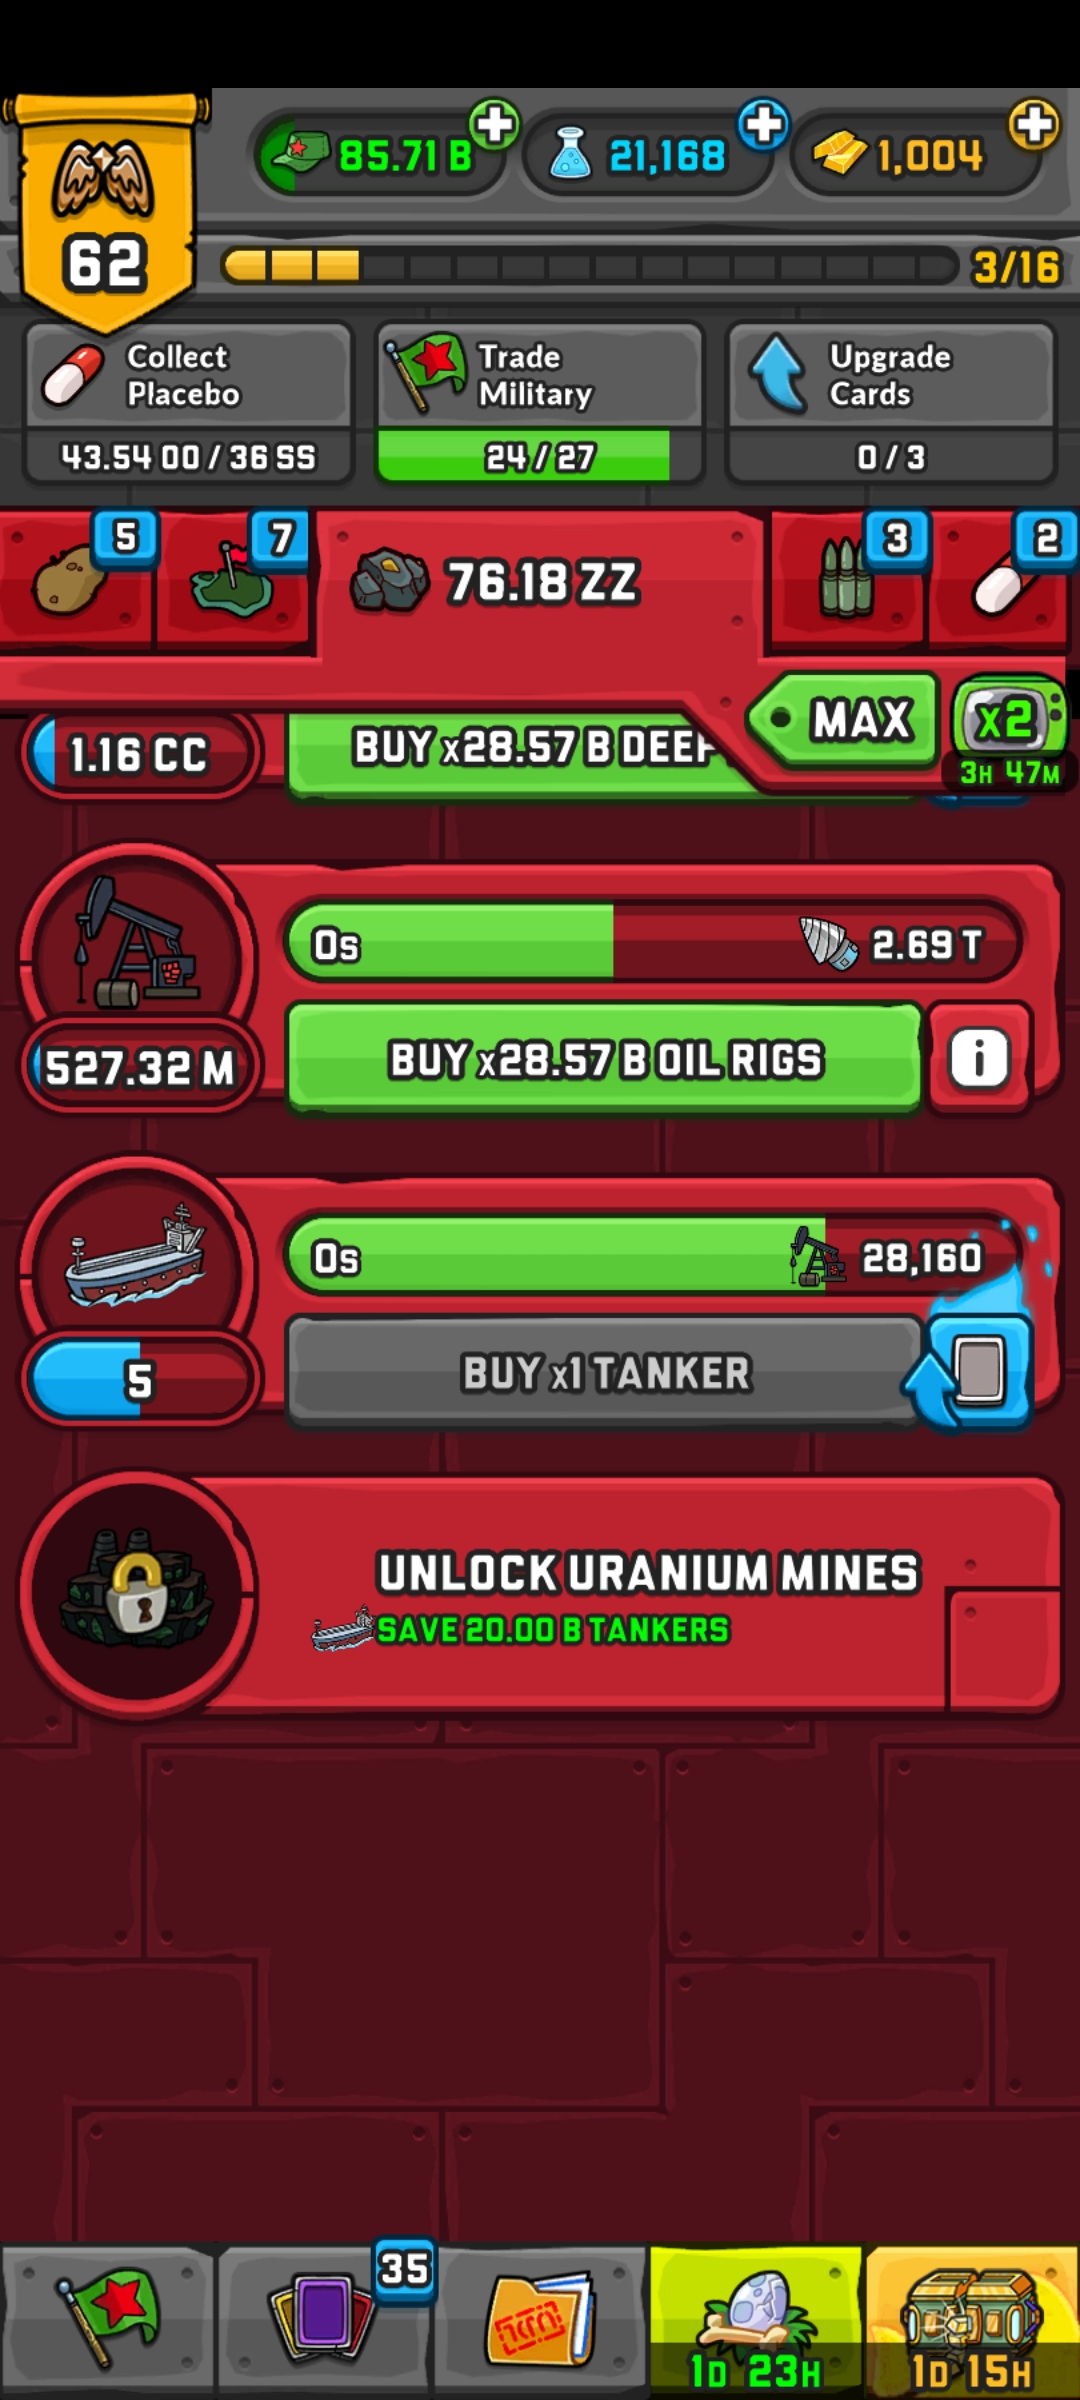 85.71 B
21,168
1,004
62
3/16
Collect
Placebo
43.54 OO / 36 SS
Trade
Military
24 / 27
Upgrade
Cards
0 / 3
5
7
76.18 ZZ
3
2
MAX
x2
3H 47M
1.16 CC
BUY x28.57 B DEEP
0s
2.69 T
527.32 M
BUY x28.57 B OIL RIGS
i
0s
28,160
5
BUY x1 TANKER
UNLOCK URANIUM MINES
SAVE 20.00 B TANKERS
35
1D 23H
1D 15H